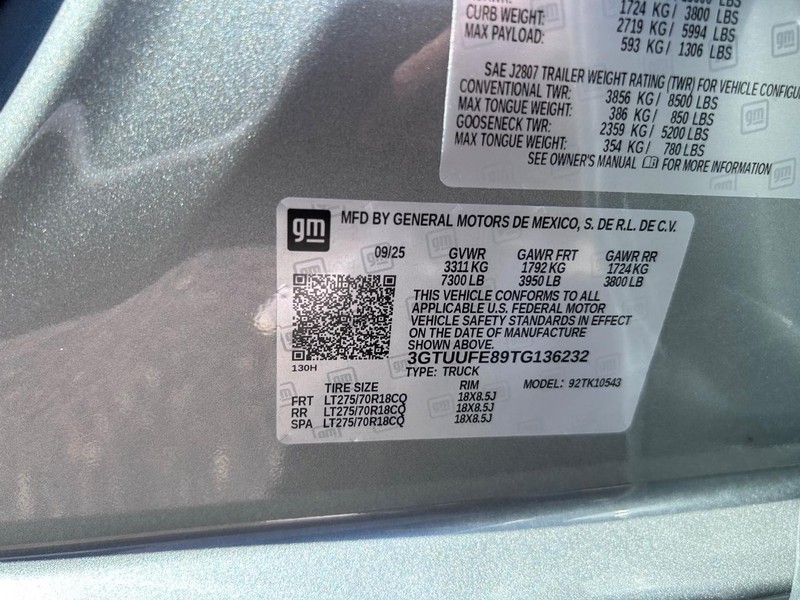 LBS
CURB WEIGHT: 1724 KG / 3800 LBS
MAX PAYLOAD: 2719 KG / 5994 LBS
593 KG / 1306 LBS
SAE J2807 TRAILER WEIGHT RATING (TWR) FOR VEHICLE
CONVENTIONAL TWR: 3856 KG / 8500 LBS
MAX TONGUE WEIGHT: 386 KG / 850 LBS
GOOSENECK TWR: 2359 KG / 5200 LBS
MAX TONGUE WEIGHT: 354 KG / 780 LBS
SEE OWNER'S MANUAL FOR MORE INFORMATION
gm MFD BY GENERAL MOTORS DE MEXICO, S. DE R.L. DE C.V.
09/25 GVWR GAWR FRT GAWR RR
3311 KG 1792 KG 1724 KG
7300 LB 3950 LB 3800 LB
THIS VEHICLE CONFORMS TO ALL
APPLICABLE U.S. FEDERAL MOTOR
VEHICLE SAFETY STANDARDS IN EFFECT
ON THE DATE OF MANUFACTURE
SHOWN ABOVE.
3GTUUFE89TG136232
130H TYPE: TRUCK
TIRE SIZE RIM MODEL: 92TK10543
FRT LT275/70R18CQ 18X8.5J
RR LT275/70R18CQ 18X8.5J
SPA LT275/70R18CQ 18X8.5J